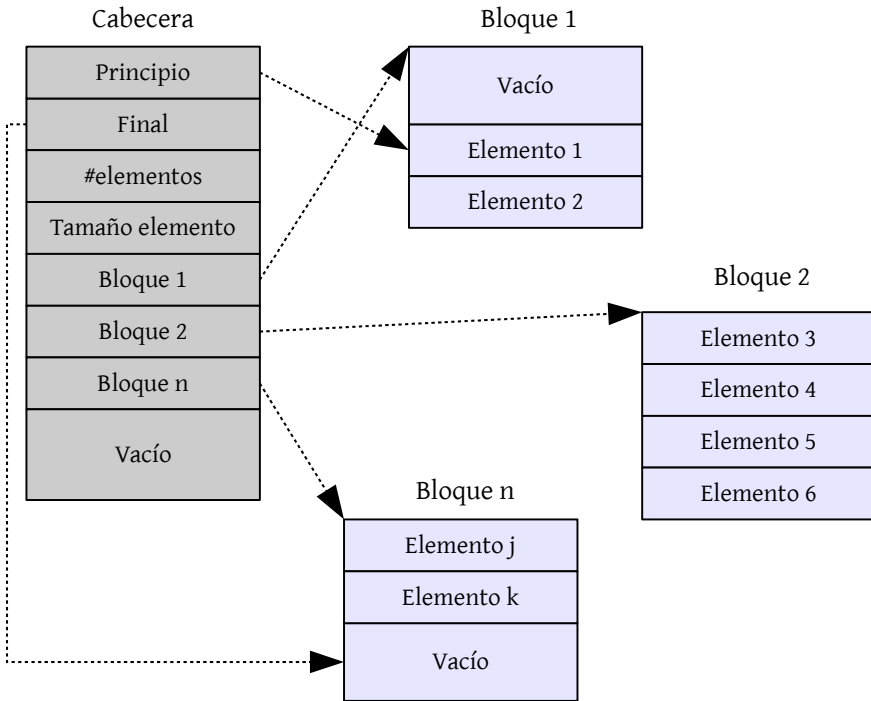 Cabecera
Principio
Final
#elementos
Tamaño elemento
Bloque 1
Bloque 2
Bloque n
Vacío
Bloque 1
Vacío
Elemento 1
Elemento 2
Bloque 2
Elemento 3
Elemento 4
Elemento 5
Elemento 6
Bloque n
Elemento j
Elemento k
Vacío